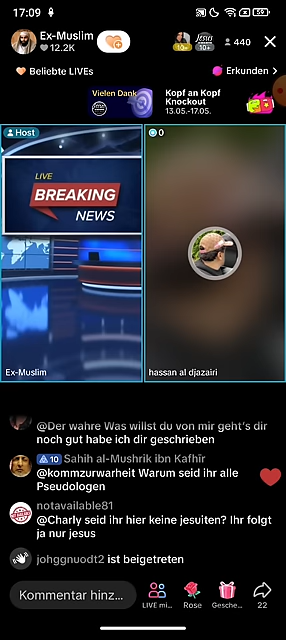 17:09
59
Ex-Muslim
12.2K
10+
JESUS
10+
440
Beliebte LIVEs
Erkunden
Vielen Dank
Kopf an Kopf
Knockout
13.05.-17.05.
Host
0
LIVE
BREAKING
NEWS
Ex-Muslim
hassan al djazairi
@Der wahre Was willst du von mir geht's dir
noch gut habe ich dir geschrieben
10 Sahih al-Mushrik ibn Kafhïr
@kommzurwarheit Warum seid ihr alle
Pseudologen
notavailable81
@Charly seid ihr hier keine jesuiten? Ihr folgt
ja nur jesus
johggnuodt2 ist beigetreten
Kommentar hinz...
LIVE mi...
Rose
Gesche...
22